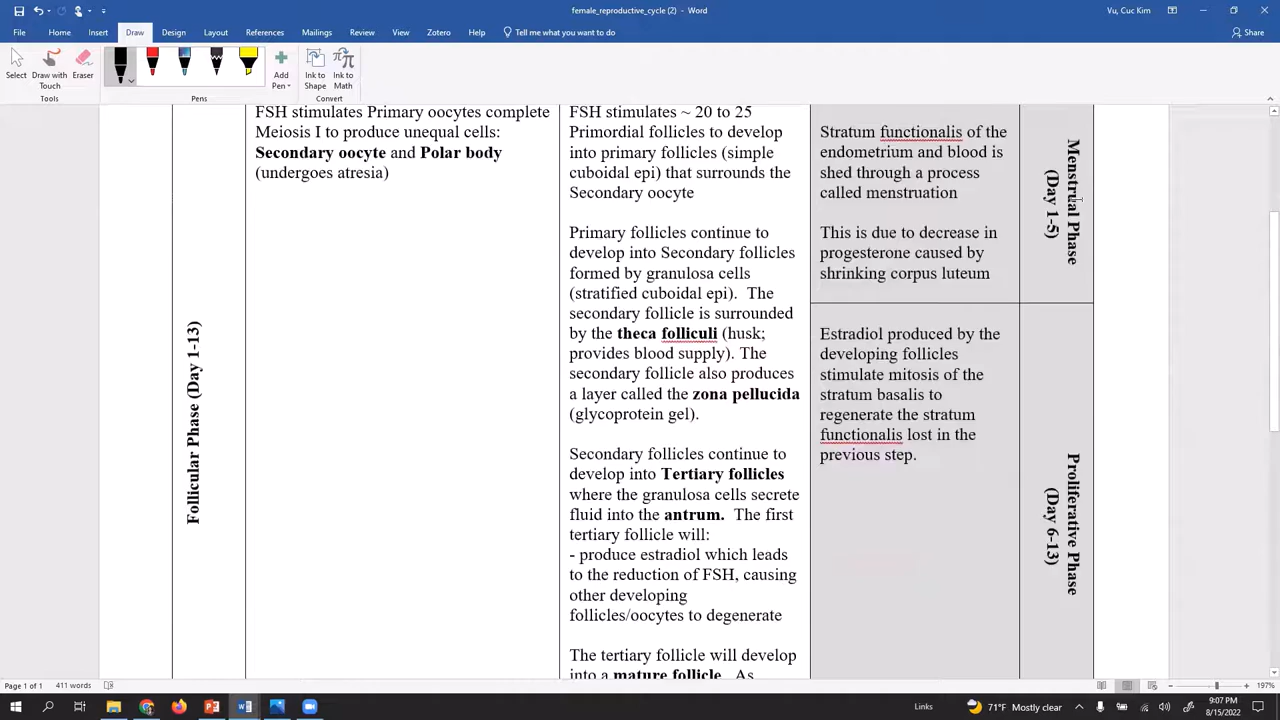 female_reproductive_cycle (2) - Word
Vu, Cuc Kim
File Home Insert Draw Design Layout References Mailings Review View Zotero Help Tell me what you want to do
Share
Select
Draw with Touch
Eraser
Add Pen
Ink to Shape
Ink to Math
Tools
Pens
Convert
Follicular Phase (Day 1-13)
FSH stimulates Primary oocytes complete
Meiosis I to produce unequal cells:
Secondary oocyte and Polar body
(undergoes atresia)
FSH stimulates ~ 20 to 25
Primordial follicles to develop
into primary follicles (simple
cuboidal epi) that surrounds the
Secondary oocyte
Primary follicles continue to
develop into Secondary follicles
formed by granulosa cells
(stratified cuboidal epi). The
secondary follicle is surrounded
by the theca folliculi (husk;
provides blood supply). The
secondary follicle also produces
a layer called the zona pellucida
(glycoprotein gel).
Secondary follicles continue to
develop into Tertiary follicles
where the granulosa cells secrete
fluid into the antrum. The first
tertiary follicle will:
- produce estradiol which leads
to the reduction of FSH, causing
other developing
follicles/oocytes to degenerate
The tertiary follicle will develop
into a mature follicle. As
Stratum functionalis of the
endometrium and blood is
shed through a process
called menstruation
This is due to decrease in
progesterone caused by
shrinking corpus luteum
Menstrual Phase
(Day 1-5)
Estradiol produced by the
developing follicles
stimulate mitosis of the
stratum basalis to
regenerate the stratum
functionalis lost in the
previous step.
Proliferative Phase
(Day 6-13)
Page 1 of 1 411 words
197%
Links
71°F Mostly clear
9:07 PM
8/15/2022